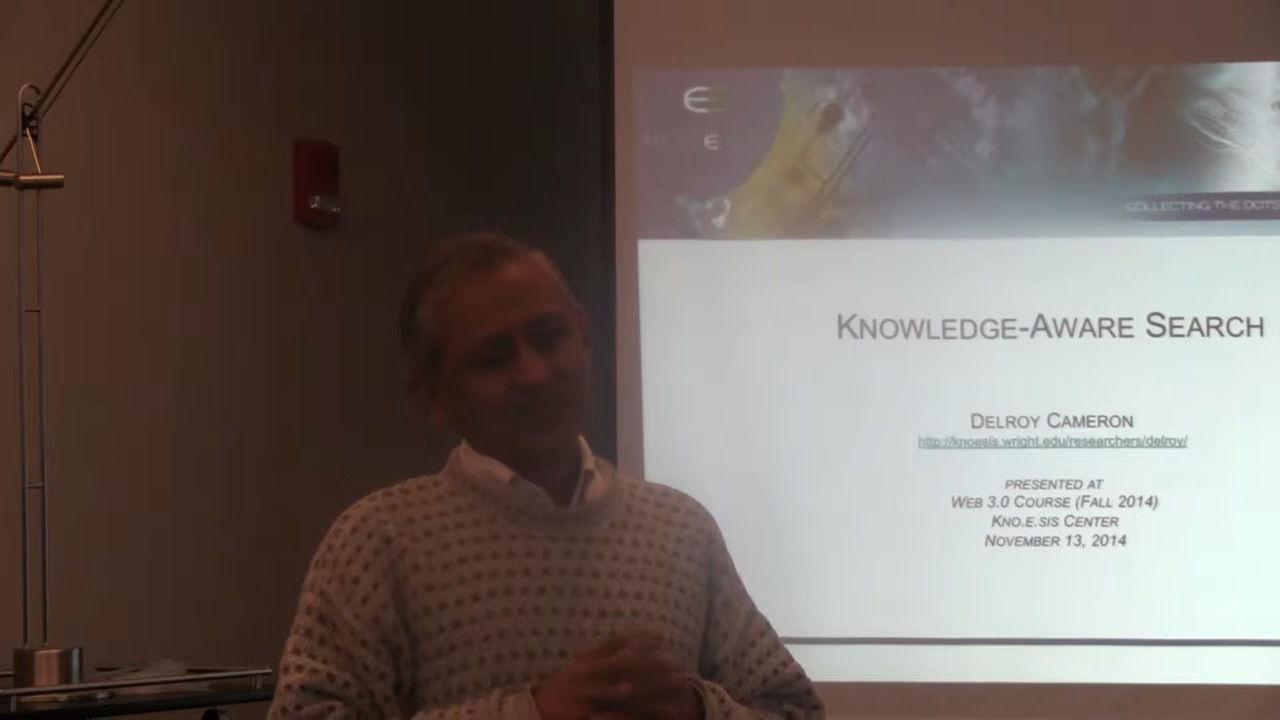 COLLECTING THE DOTS
KNOWLEDGE-AWARE SEARCH
DELROY CAMERON
http://knoesis.wright.edu/researchers/delroy/
PRESENTED AT
WEB 3.0 COURSE (FALL 2014)
KNO.E.SIS CENTER
NOVEMBER 13, 2014